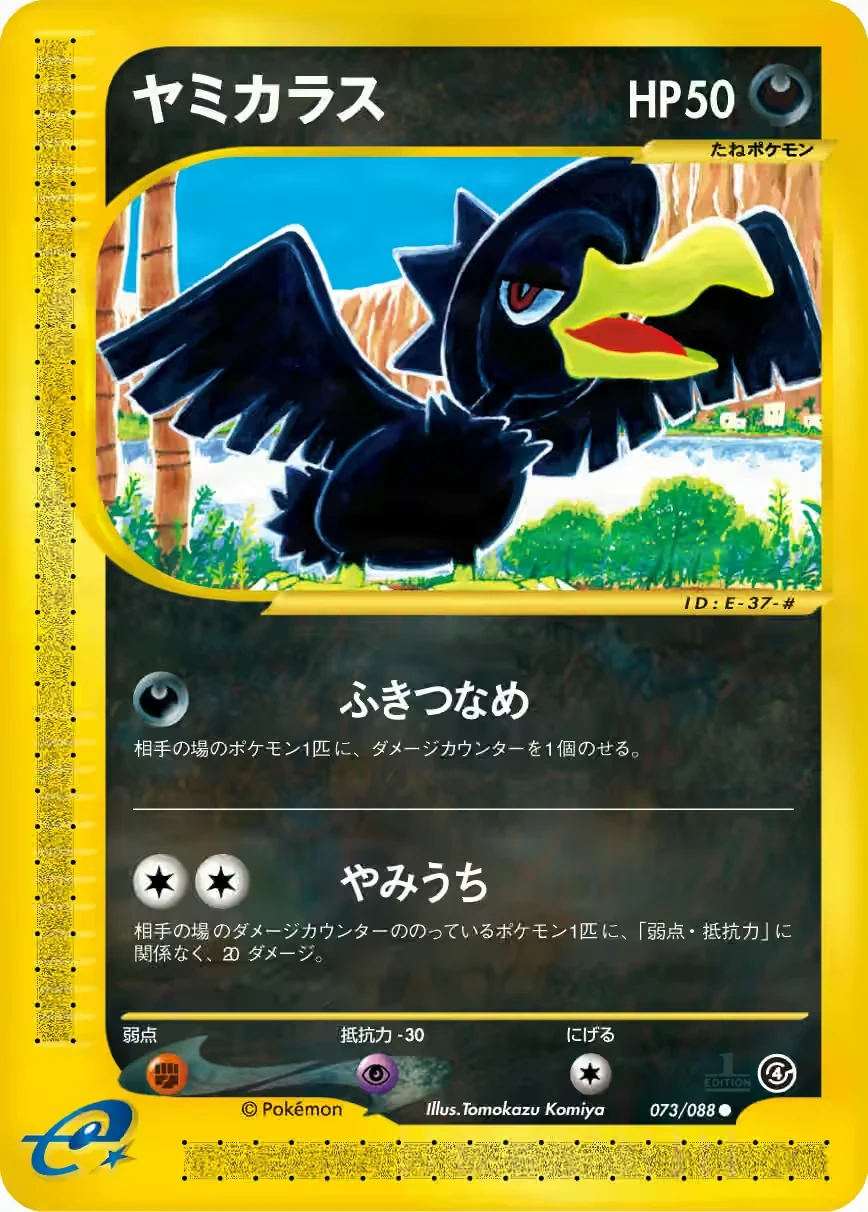 ヤミカラス HP50
たねポケモン
ID:E-37-#
ふきつなめ
相手の場のポケモン1匹に、ダメージカウンターを1個のせる。
やみうち
相手の場のダメージカウンターののっているポケモン1匹に、「弱点・抵抗力」に
関係なく、20 ダメージ。
弱点 抵抗力 -30 にげる
1 EDITION 4
© Pokémon Illus.Tomokazu Komiya 073/088
e